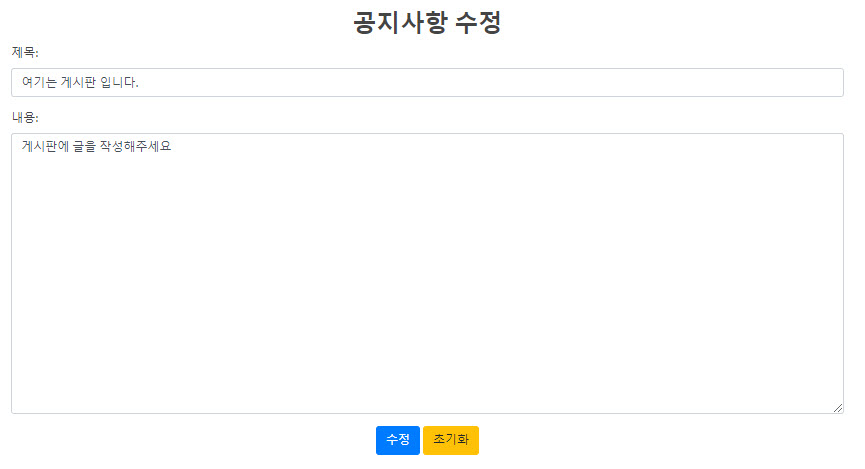 공지사항 수정
제목:
여기는 게시판 입니다.
내용:
게시판에 글을 작성해주세요
수정 초기화